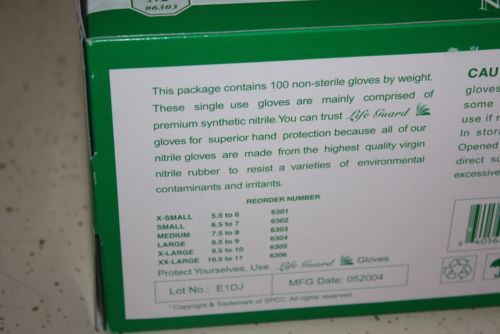 #6303
This package contains 100 non-sterile gloves by weight.
These single use gloves are mainly comprised of
premium synthetic nitrile.You can trust Life Guard
gloves for superior hand protection because all of our
nitrile gloves are made from the highest quality virgin
nitrile rubber to resist a varieties of environmental
contaminants and irritants.
REORDER NUMBER
X-SMALL 5.5 to 6 6301
SMALL 6.5 to 7 6302
MEDIUM 7.5 to 8 6303
LARGE 8.5 to 9 6304
X-LARGE 9.5 to 10 6305
XX-LARGE 10.5 to 11 6306
Protect Yourselves, Use Life Guard Gloves
Lot No.: E1DJ MFG Date: 052004
*Copyright & Trademark of SPCC. All rights reserved.
CAU
gloves
some
use if
In stora
Opened
direct su
excessive